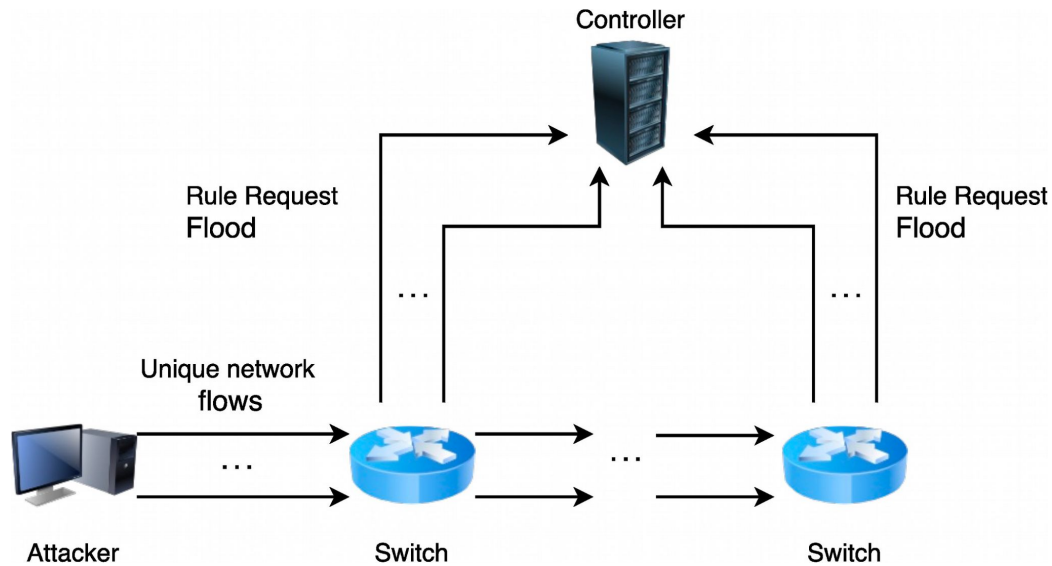 Controller
Rule Request
Flood
Rule Request
Flood
...
...
Unique network
flows
...
...
Attacker
Switch
Switch